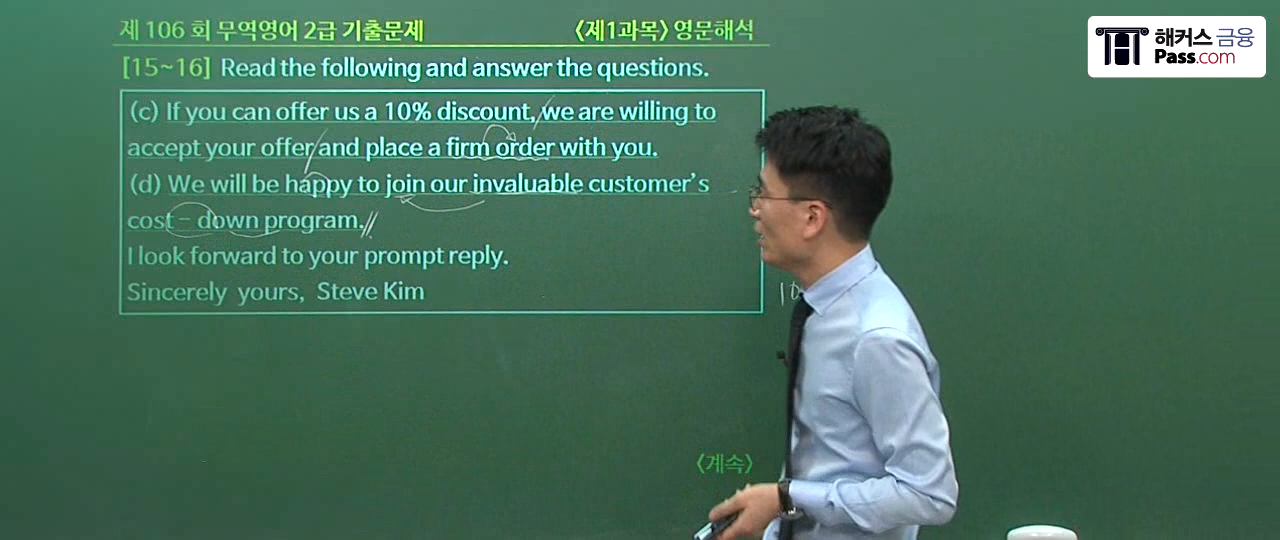 제 106 회 무역영어 2급 기출문제 〈제1과목〉 영문해석
해커스 금융
Pass.com
[15~16] Read the following and answer the questions.
(c) If you can offer us a 10% discount, we are willing to
accept your offer and place a firm order with you.
(d) We will be happy to join our invaluable customer's
cost - down program.
I look forward to your prompt reply.
Sincerely yours, Steve Kim
10
〈계속〉